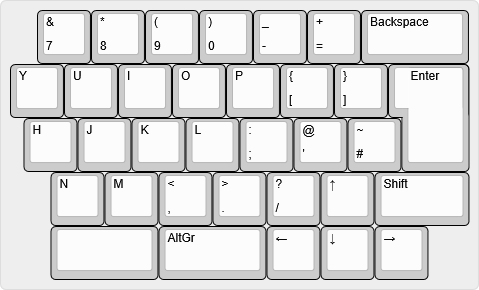 & * ( ) _ + Backspace
7 8 9 0 - =
Y U I O P { } Enter
[ ]
H J K L : @ ~
; ' #
N M < > ? ↑ Shift
, . /
AltGr ← ↓ →